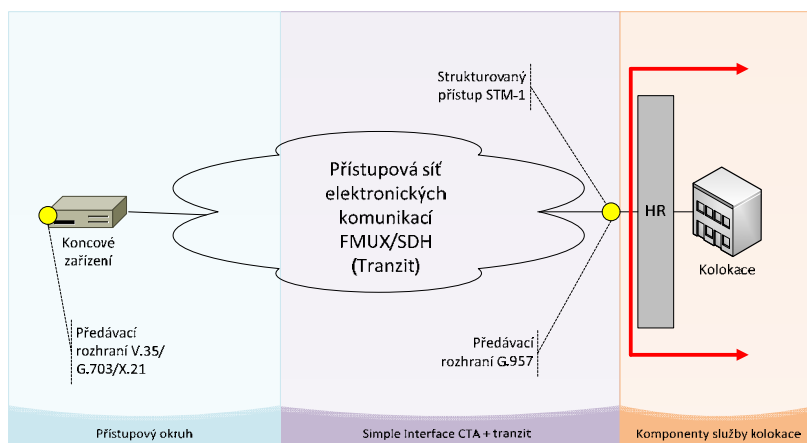 Strukturovaný
přístup STM-1
Přístupová síť
elektronických
komunikací
FMUX/SDH
(Tranzit)
HR
Koncové
zařízení
Kolokace
Předávací
rozhraní V.35/
G.703/X.21
Předávací
rozhraní G.957
Přístupový okruh
Simple Interface CTA + tranzit
Komponenty služby kolokace